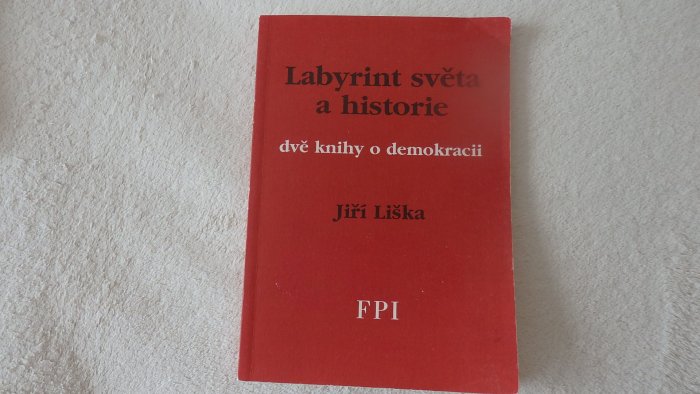 Labyrint světa
a historie
dvě knihy o demokracii
Jiří Liška
FPI